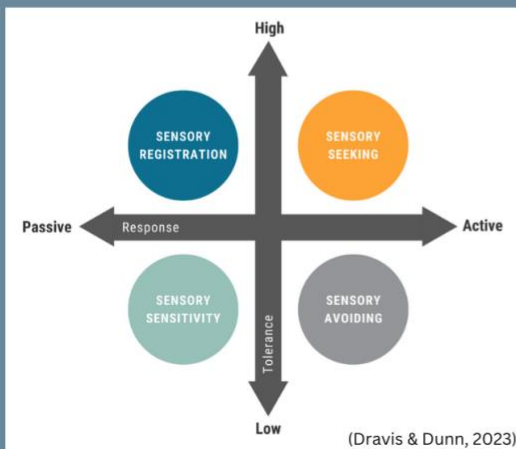 High
SENSORY
REGISTRATION
SENSORY
SEEKING
Passive
Response
Active
SENSORY
SENSITIVITY
SENSORY
AVOIDING
Tolerance
Low
(Dravis & Dunn, 2023)